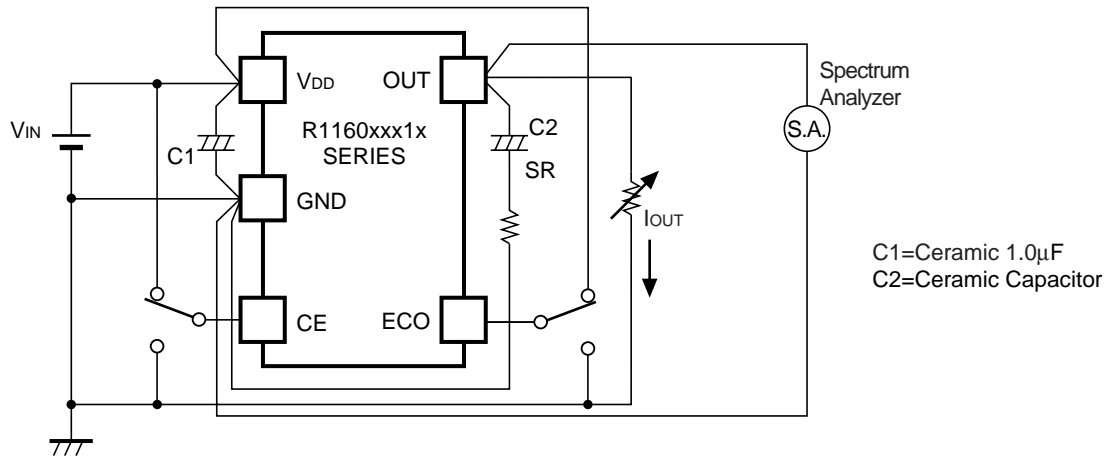 VDD
OUT
Spectrum
Analyzer
S.A.
VIN
C1
R1160xxx1x
SERIES
C2
SR
GND
IOUT
C1=Ceramic 1.0μF
C2=Ceramic Capacitor
CE
ECO